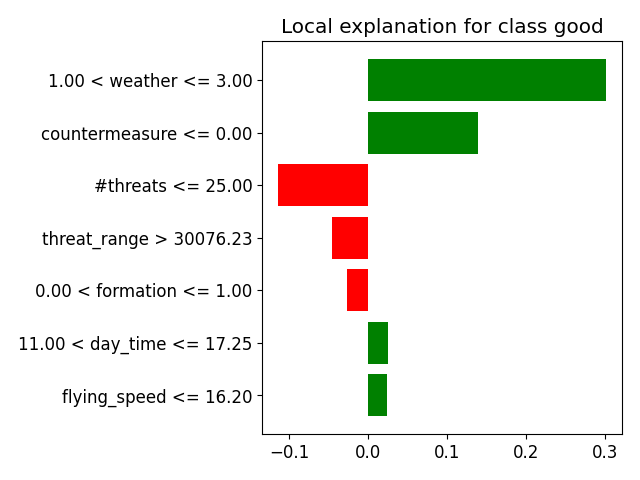 Local explanation for class good
1.00 < weather <= 3.00
countermeasure <= 0.00
#threats <= 25.00
threat_range > 30076.23
0.00 < formation <= 1.00
11.00 < day_time <= 17.25
flying_speed <= 16.20
−0.1 0.0 0.1 0.2 0.3